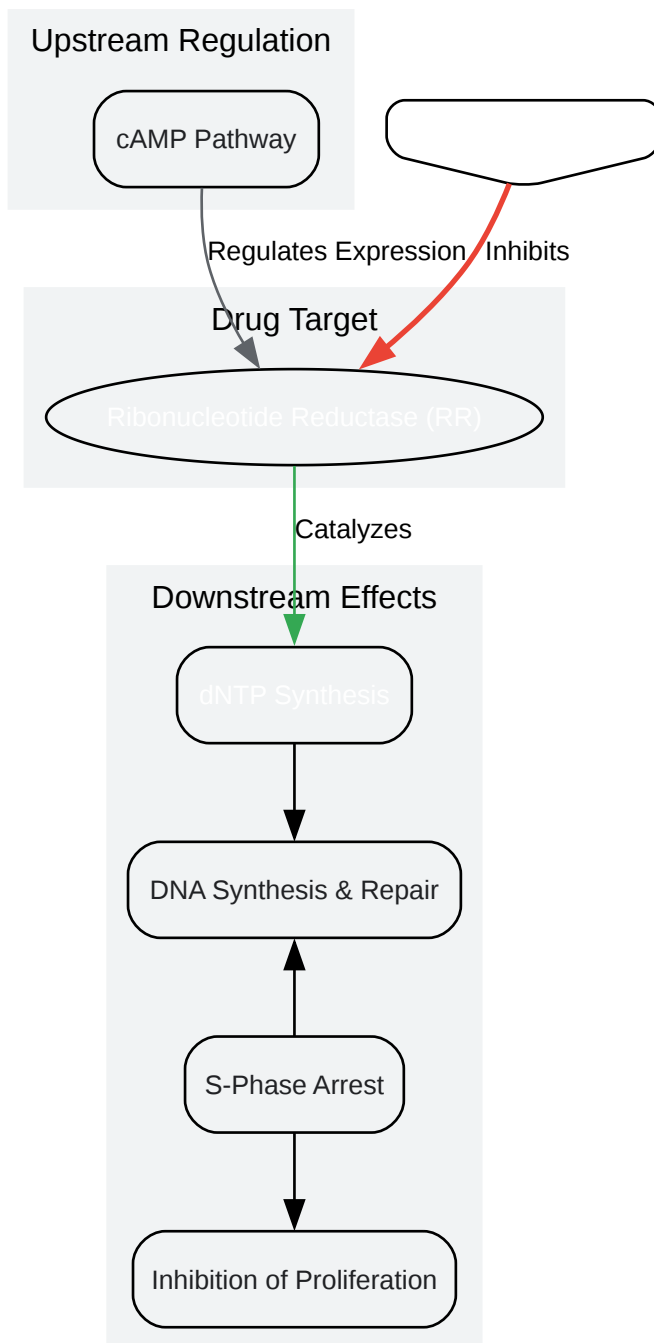 Upstream Regulation
cAMP Pathway
Regulates Expression
Inhibits
Drug Target
Ribonucleotide Reductase (RR)
Catalyzes
Downstream Effects
dNTP Synthesis
DNA Synthesis & Repair
S-Phase Arrest
Inhibition of Proliferation